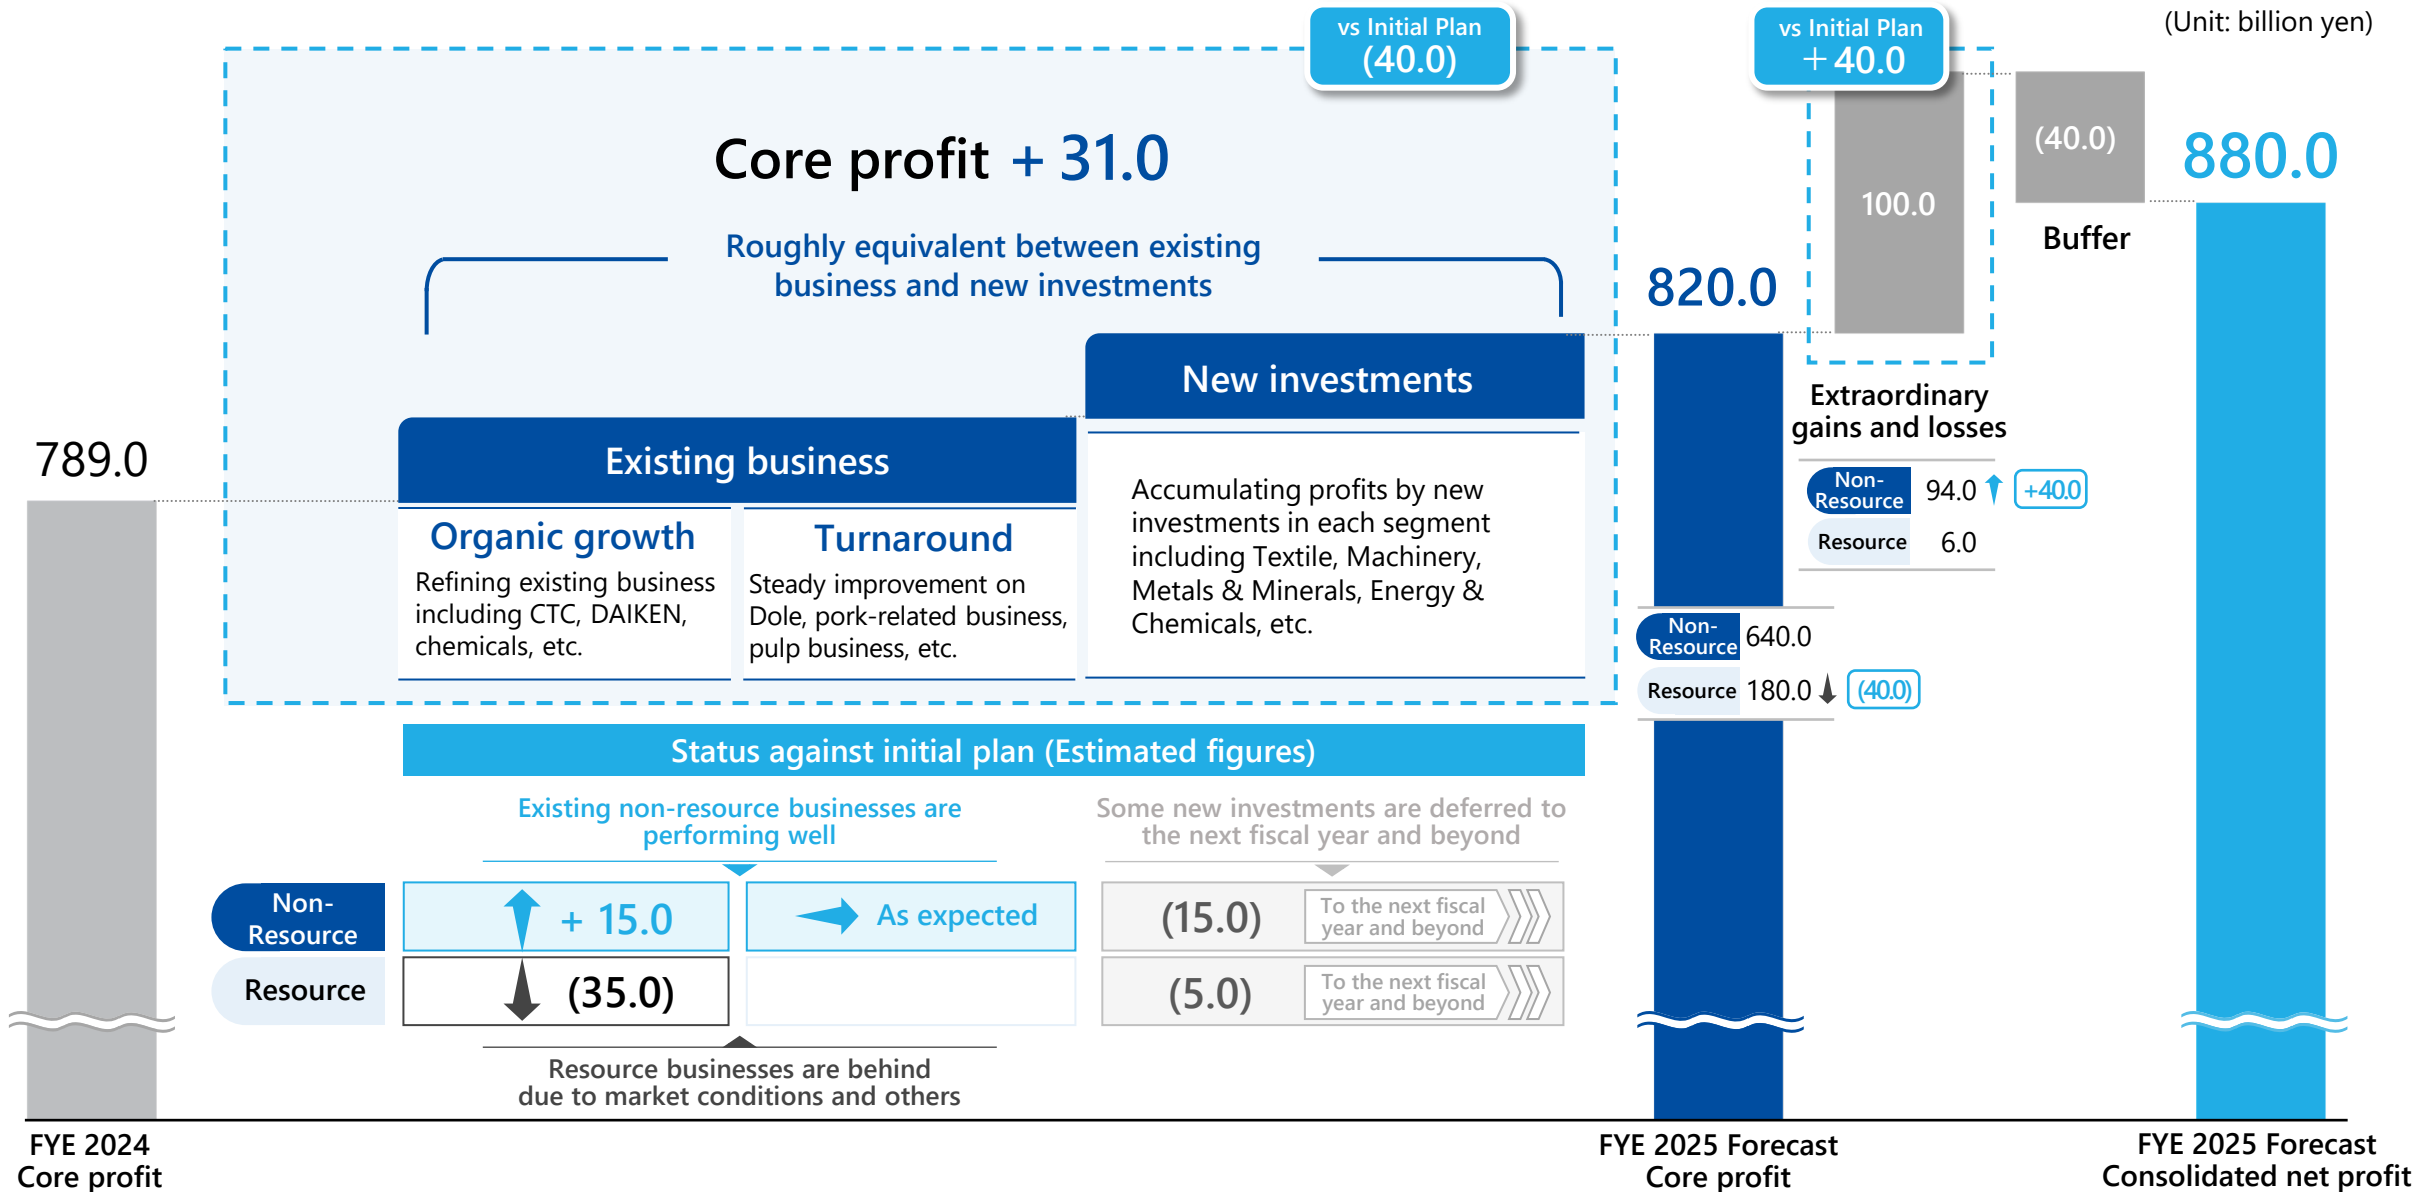 (Unit: billion yen)
vs Initial Plan
(40.0)
vs Initial Plan
+40.0
Core profit + 31.0
Roughly equivalent between existing
business and new investments
789.0
Existing business
Organic growth
Refining existing business
including CTC, DAIKEN,
chemicals, etc.
Turnaround
Steady improvement on
Dole, pork-related business,
pulp business, etc.
New investments
Accumulating profits by new
investments in each segment
including Textile, Machinery,
Metals & Minerals, Energy &
Chemicals, etc.
820.0
Non-
Resource
640.0
Resource
180.0
(40.0)
100.0
Extraordinary
gains and losses
Non-
Resource
94.0
+40.0
Resource
6.0
(40.0)
Buffer
880.0
Status against initial plan (Estimated figures)
Existing non-resource businesses are
performing well
Some new investments are deferred to
the next fiscal year and beyond
Non-
Resource
+ 15.0
As expected
(15.0)
To the next fiscal
year and beyond
Resource
(35.0)
(5.0)
To the next fiscal
year and beyond
Resource businesses are behind
due to market conditions and others
FYE 2024
Core profit
FYE 2025 Forecast
Core profit
FYE 2025 Forecast
Consolidated net profit